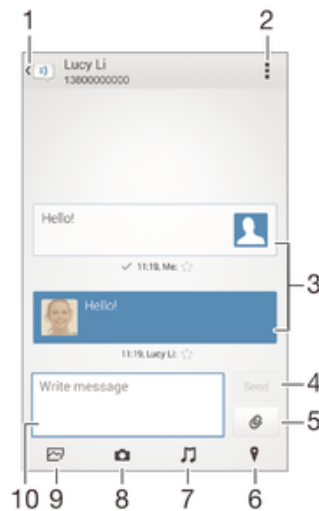 1 2
Lucy Li
13800000000
Hello!
11:19, Me:
3
Hello!
11:19, Lucy Li:
Write message
Send 4
5
10 9 8 7 6